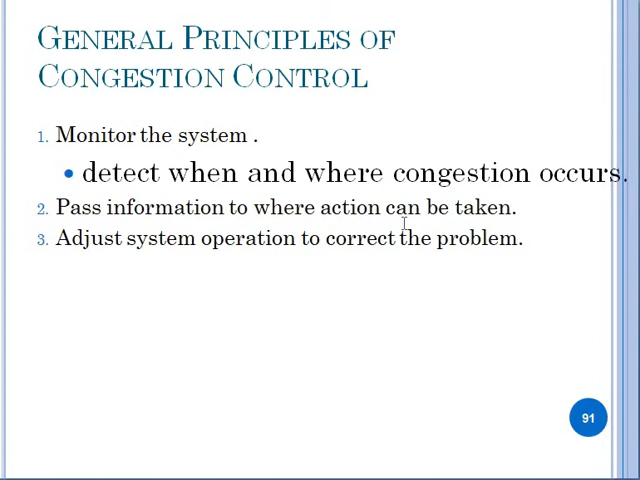 GENERAL PRINCIPLES OF
CONGESTION CONTROL
1. Monitor the system .
• detect when and where congestion occurs.
2. Pass information to where action can be taken.
3. Adjust system operation to correct the problem.
91